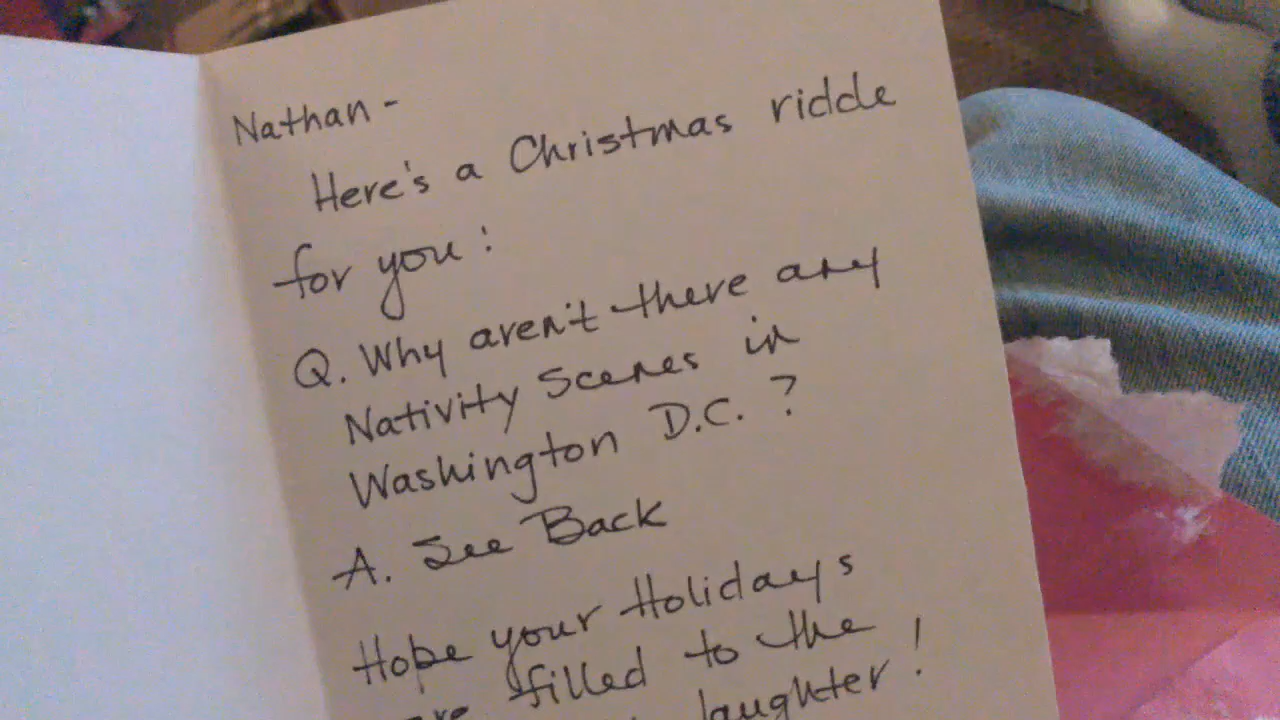 Nathan -
Here's a Christmas riddle
for you:
Q. Why aren't there any
Nativity Scenes in
Washington D.C.?
A. See Back
Hope your Holidays
are filled to the
laughter!